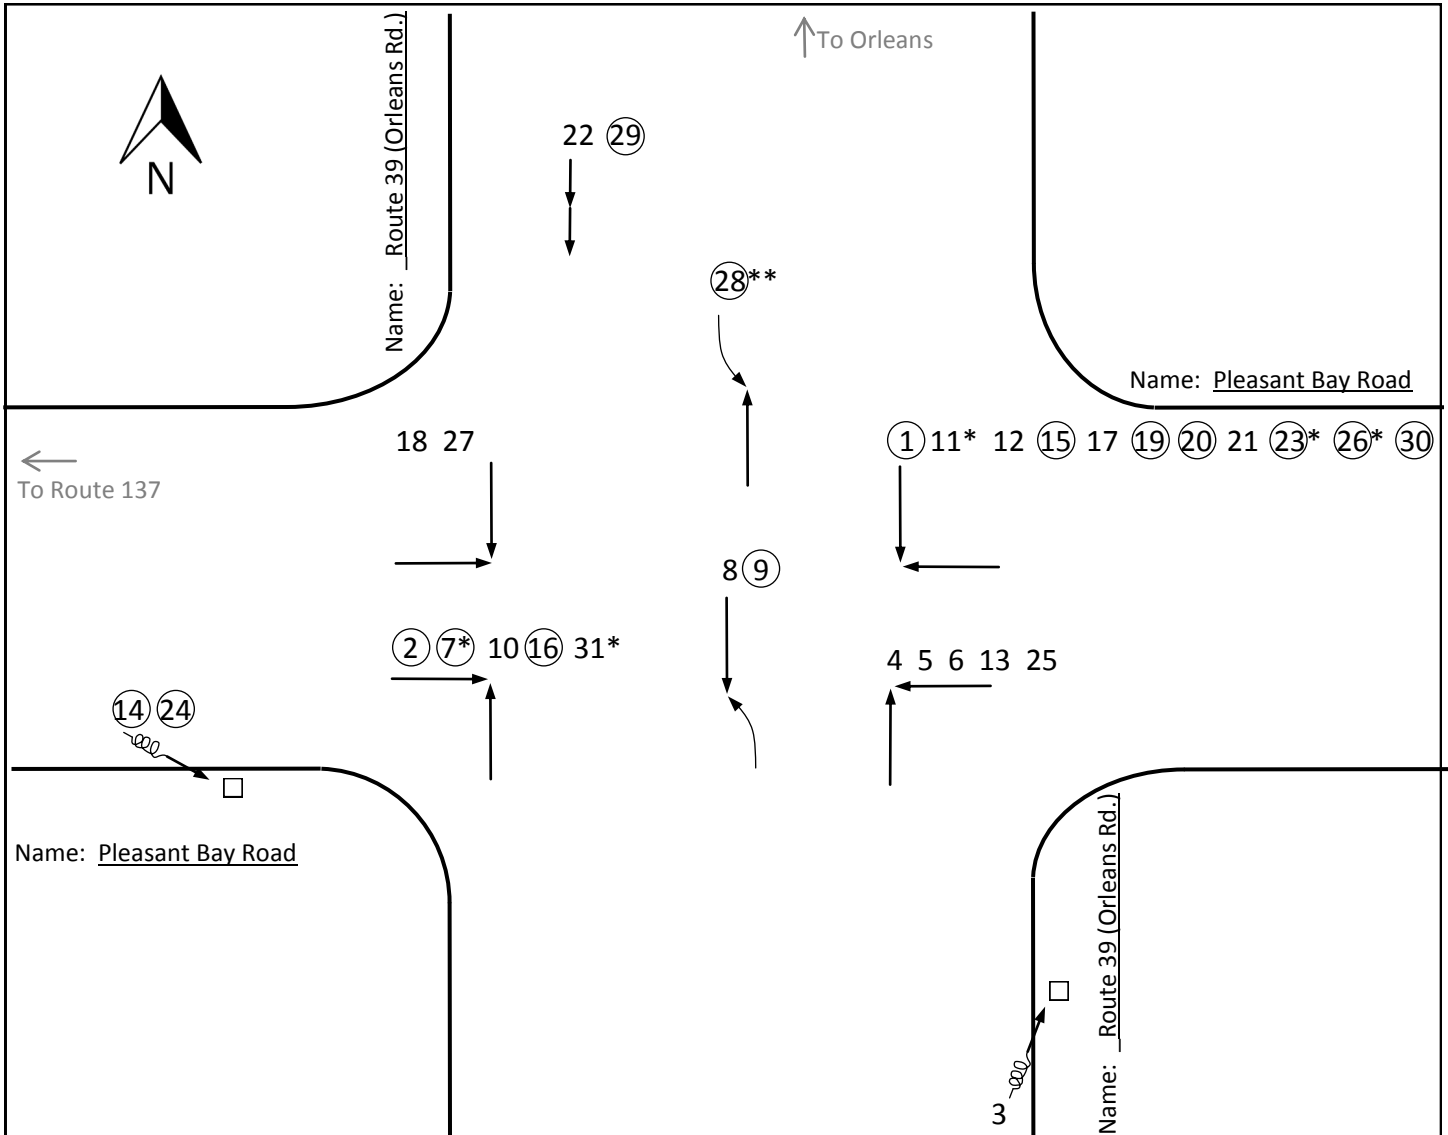 To Orleans
Name: _Route 39 (Orleans Rd.)
N
22 29
28**
Name: Pleasant Bay Road
18 27
1 11* 12 15 17 19 20 21 23* 26* 30
To Route 137
8 9
2 7* 10 16 31*
4 5 6 13 25
14 24
Name: Pleasant Bay Road
Name: _Route 39 (Orleans Rd.)
3